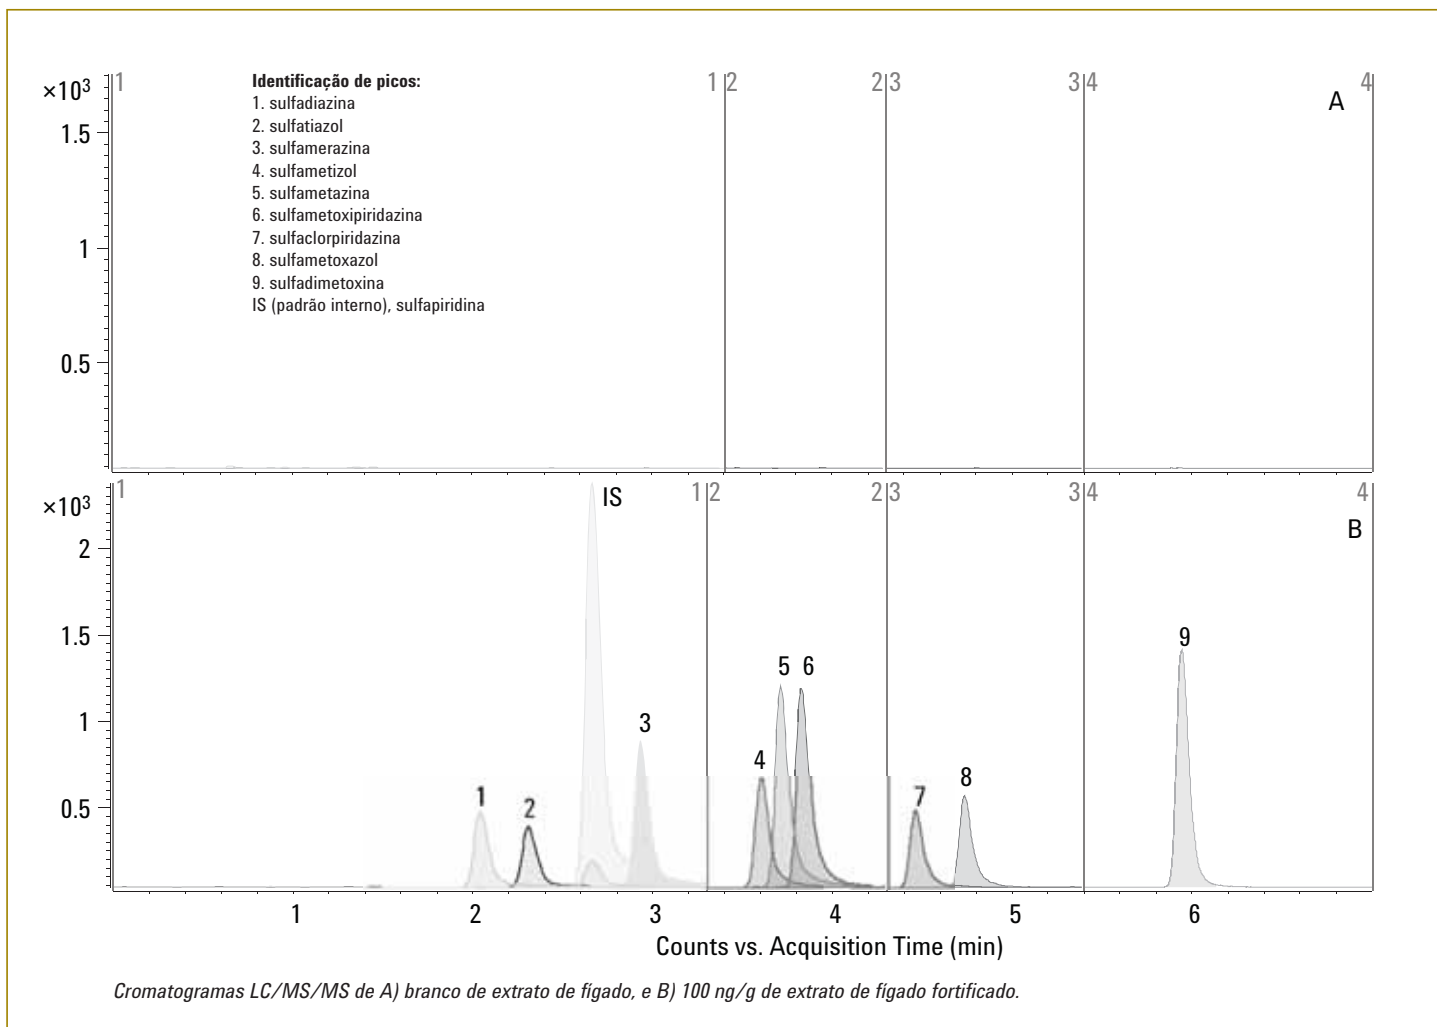 1
1 2
2 3
3 4
4
A
×10³
1.5
1
0.5
Identificação de picos:
1. sulfadiazina
2. sulfatiazol
3. sulfamerazina
4. sulfametizol
5. sulfametazina
6. sulfametoxipiridazina
7. sulfaclorpiridazina
8. sulfametoxazol
9. sulfadimetoxina
IS (padrão interno), sulfapiridina
1
IS
1 2
2 3
3 4
4
B
×10³
2
1.5
1
0.5
1
2
3
4
5
6
7
8
9
1 2 3 4 5 6
Counts vs. Acquisition Time (min)
Cromatogramas LC/MS/MS de A) branco de extrato de fígado, e B) 100 ng/g de extrato de fígado fortificado.